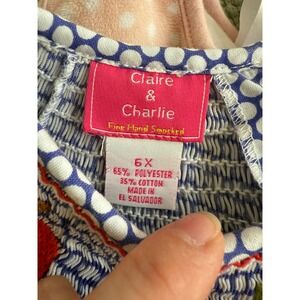 Claire
&
Charlie
Fine Hand Smocked
6X
65% POLYESTER
35% COTTON
MADE IN
EL SALVADOR